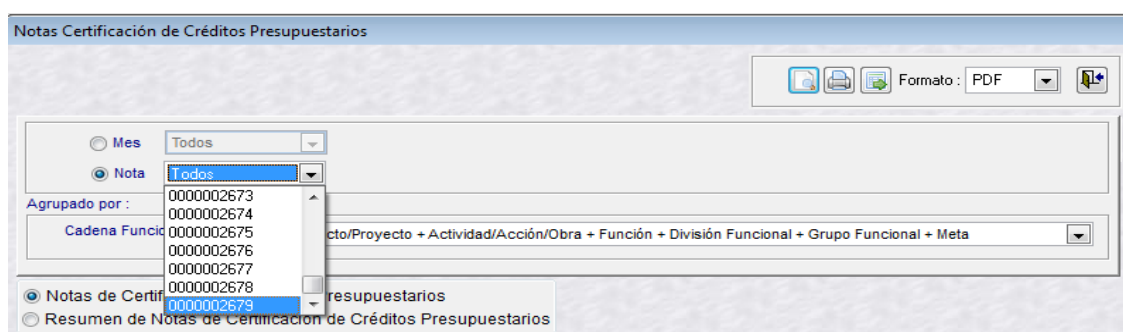 Notas Certificación de Créditos Presupuestarios
Formato : PDF
Mes Todos
Nota Todos
0000002673
0000002674
0000002675
0000002676
0000002677
0000002678
0000002679
Agrupado por :
Cadena Funcio cto/Proyecto + Actividad/Acción/Obra + Función + División Funcional + Grupo Funcional + Meta
Notas de Certif resupuestarios
Resumen de Notas de Certificación de Créditos Presupuestarios